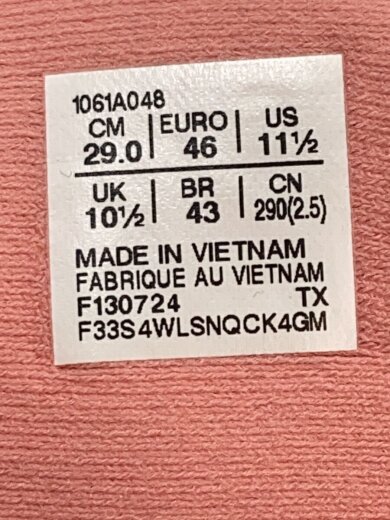 1061A048
CM | EURO | US
29.0 | 46 | 11½
UK | BR | CN
10½ | 43 | 290(2.5)
MADE IN VIETNAM
FABRIQUE AU VIETNAM
F130724 TX
F33S4WLSNQCK4GM